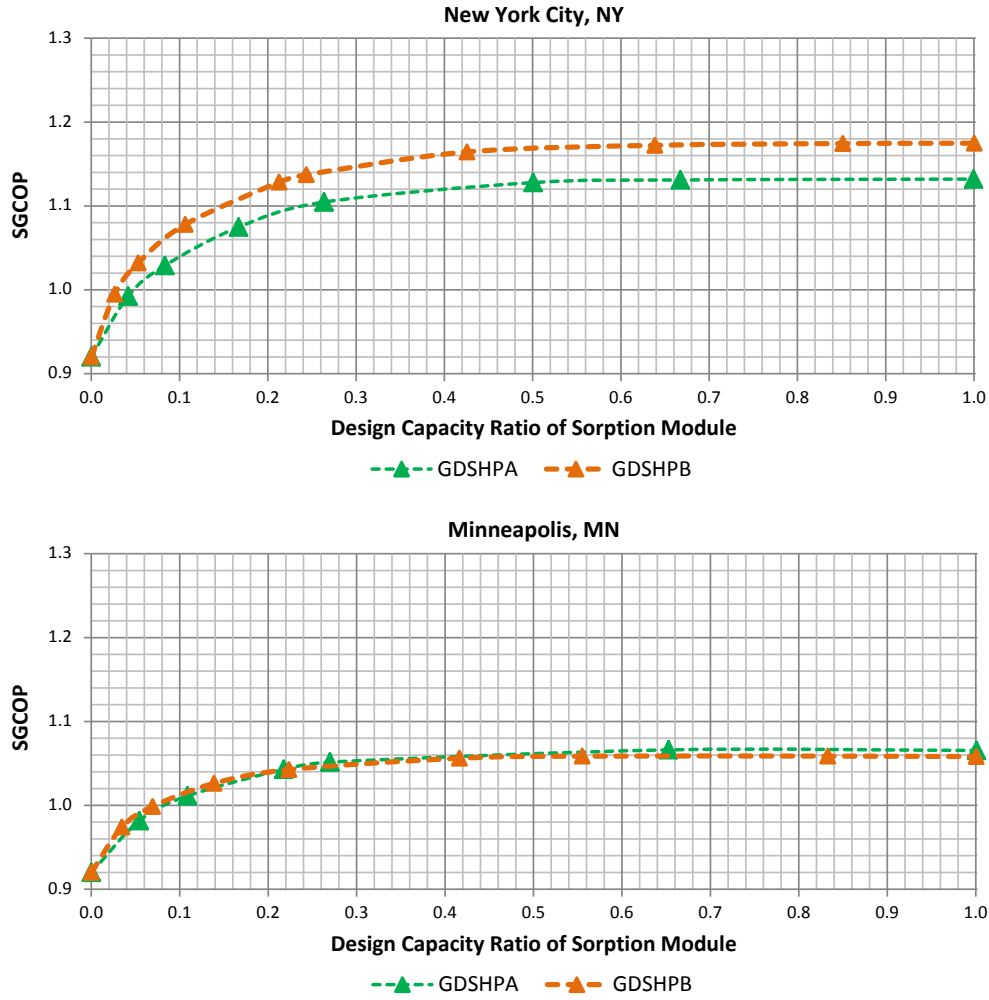 New York City, NY
1.3
1.2
1.1
1.0
0.9
SGCOP
0.0 0.1 0.2 0.3 0.4 0.5 0.6 0.7 0.8 0.9 1.0
Design Capacity Ratio of Sorption Module
GDSHPA GDSHPB
Minneapolis, MN
1.3
1.2
1.1
1.0
0.9
SGCOP
0.0 0.1 0.2 0.3 0.4 0.5 0.6 0.7 0.8 0.9 1.0
Design Capacity Ratio of Sorption Module
GDSHPA GDSHPB